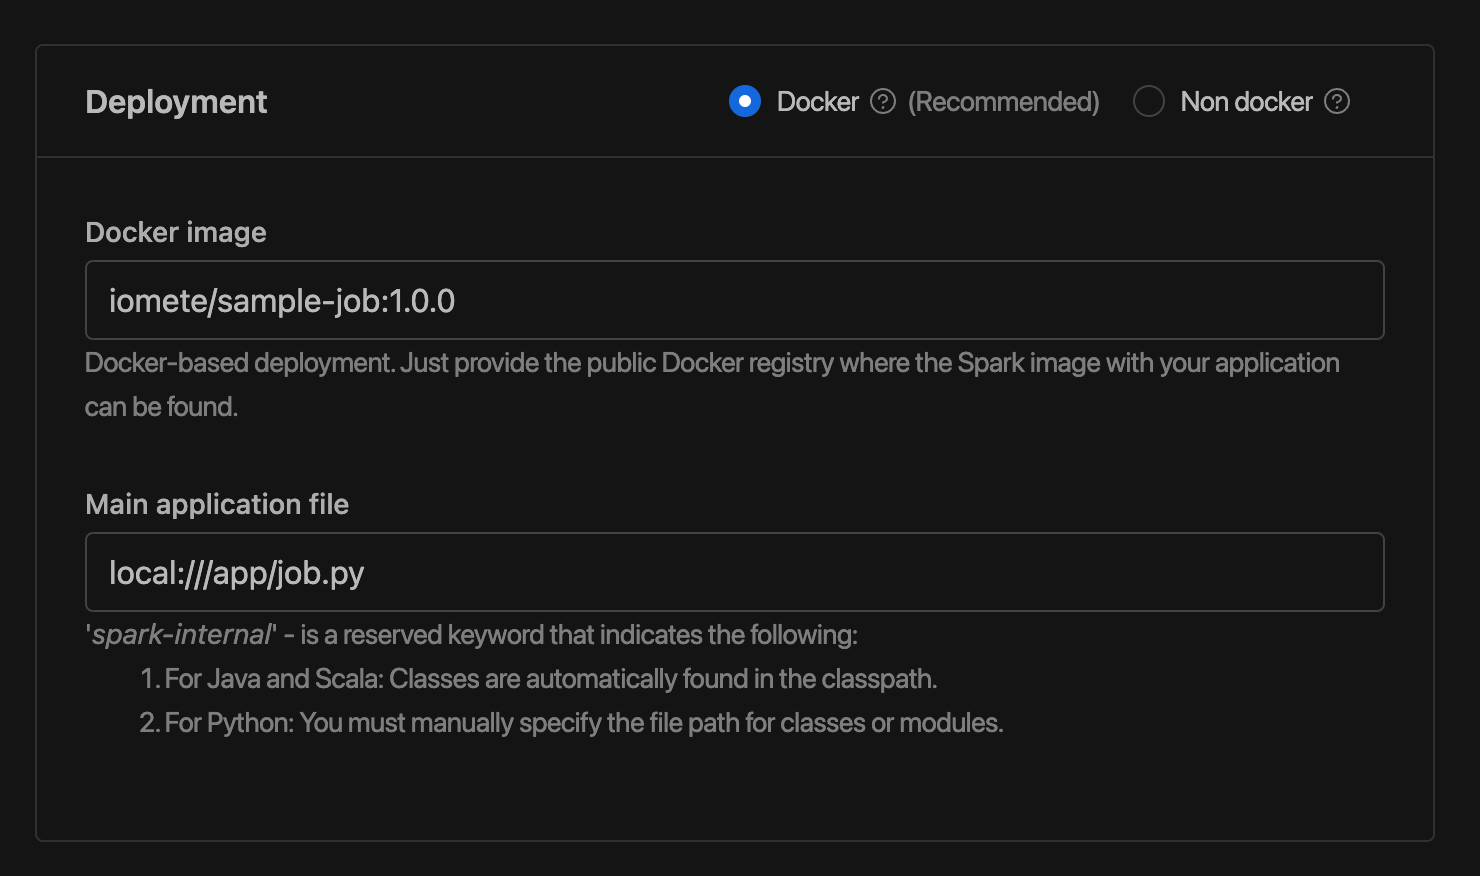 Deployment
Docker ? (Recommended) Non docker ?
Docker image
iomete/sample-job:1.0.0
Docker-based deployment. Just provide the public Docker registry where the Spark image with your application
can be found.
Main application file
local:///app/job.py
'spark-internal' - is a reserved keyword that indicates the following:
1. For Java and Scala: Classes are automatically found in the classpath.
2. For Python: You must manually specify the file path for classes or modules.